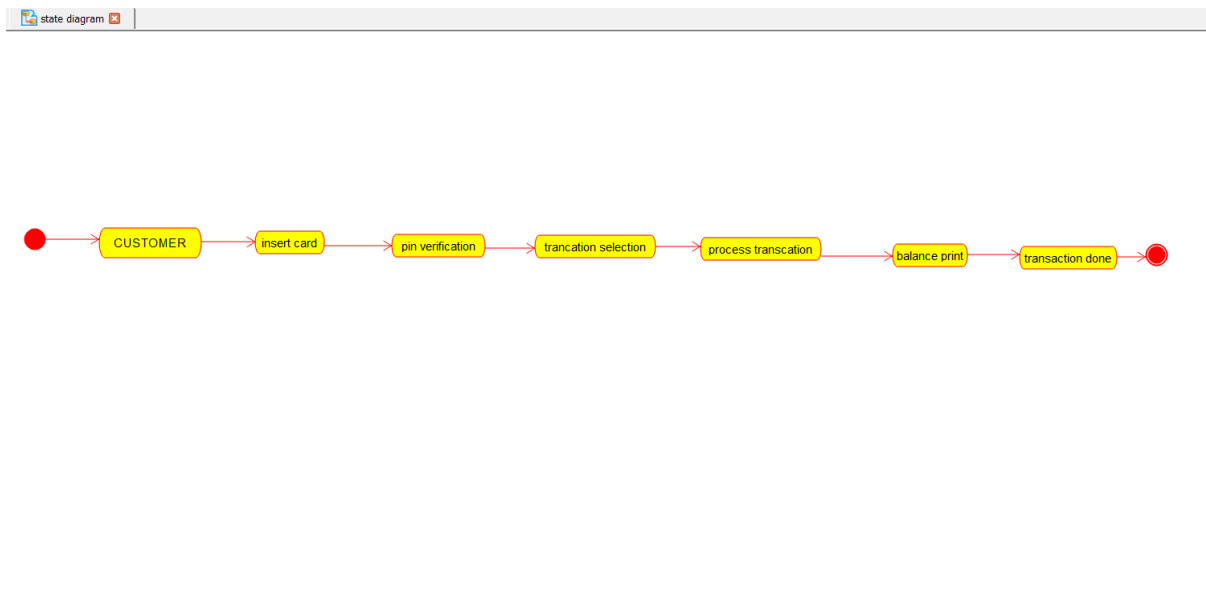 state diagram
CUSTOMER
insert card
pin verification
trancation selection
process transcation
balance print
transaction done